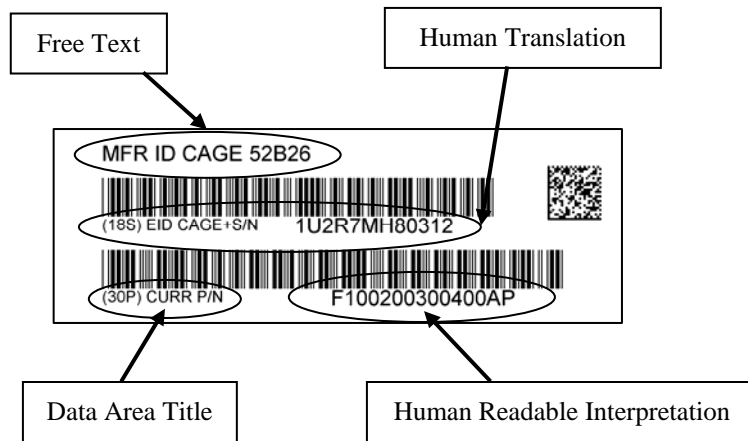 Free Text
Human Translation
MFR ID CAGE 52B26
(18S) EID CAGE+S/N 1U2R7MH80312
(30P) CURR P/N F100200300400AP
Data Area Title
Human Readable Interpretation